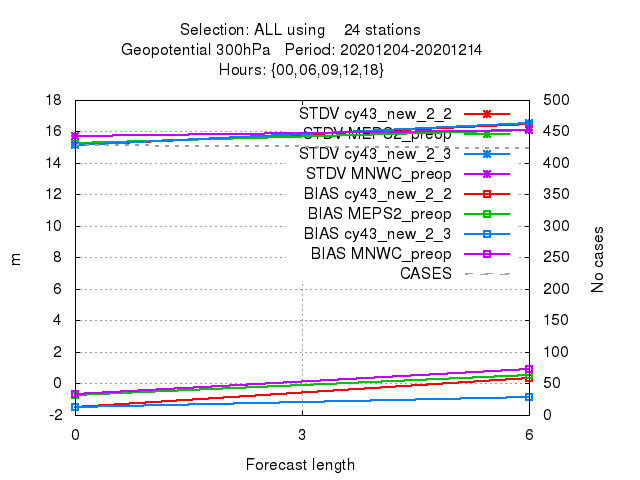 Selection: ALL using 24 stations
Geopotential 300hPa Period: 20201204-20201214
Hours: {00,06,09,12,18}
18 500
STDV cy43_new_2_2
16 450
STDV MEPS2_preop
STDV cy43_new_2_3
14 400
STDV MNWC_preop
12 350
BIAS cy43_new_2_2
BIAS MEPS2_preop
10 300
BIAS cy43_new_2_3
m
No cases
8 250
BIAS MNWC_preop
CASES
6 200
4 150
2 100
0 50
-2 0
0 3 6
Forecast length